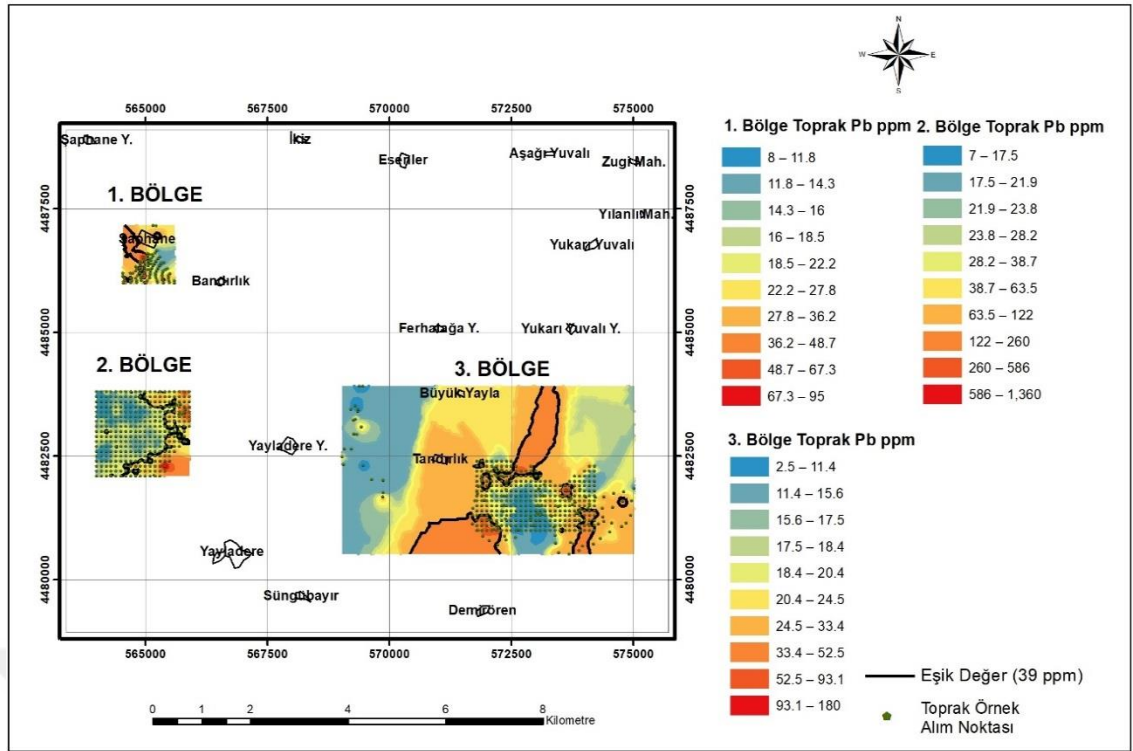 N
W E
S
565000 567500 570000 572500 575000
Şaphane Y.
İkiz
Esenler
Aşağı Yuvalı
Zugi Mah.
1. BÖLGE
4487500 4487500
Yılanlı Mah.
Şaphane
Yukarı Yuvalı
Bandırlık
4485000 4485000
Ferhatağa Y.
Yukarı Yuvalı Y.
2. BÖLGE
3. BÖLGE
Büyük Yayla
4482500 4482500
Yayladere Y.
Tandırlık
Yayladere
4480000 4480000
Süngübayır
Demirören
565000 567500 570000 572500 575000
0 1 2 4 6 8
Kilometre
1. Bölge Toprak Pb ppm
8 – 11.8
11.8 – 14.3
14.3 – 16
16 – 18.5
18.5 – 22.2
22.2 – 27.8
27.8 – 36.2
36.2 – 48.7
48.7 – 67.3
67.3 – 95
2. Bölge Toprak Pb ppm
7 – 17.5
17.5 – 21.9
21.9 – 23.8
23.8 – 28.2
28.2 – 38.7
38.7 – 63.5
63.5 – 122
122 – 260
260 – 586
586 – 1,360
3. Bölge Toprak Pb ppm
2.5 – 11.4
11.4 – 15.6
15.6 – 17.5
17.5 – 18.4
18.4 – 20.4
20.4 – 24.5
24.5 – 33.4
33.4 – 52.5
52.5 – 93.1
93.1 – 180
Eşik Değer (39 ppm)
Toprak Örnek
Alım Noktası